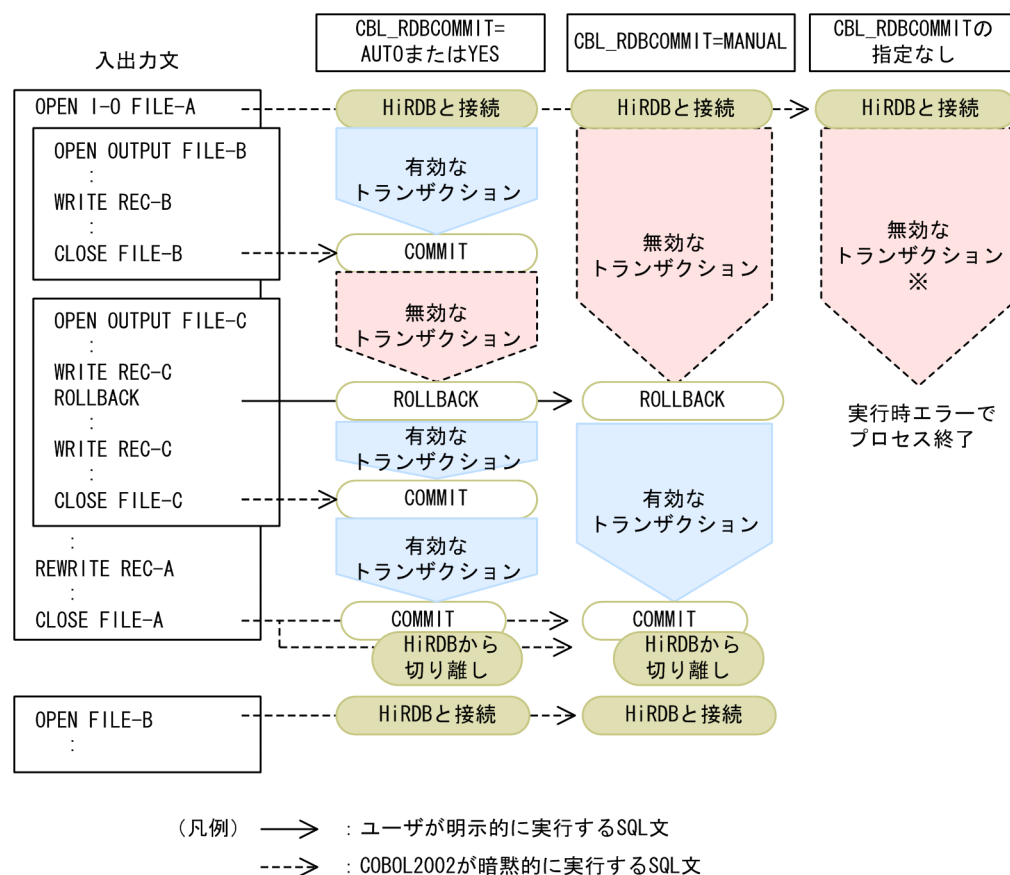 入出力文
CBL_RDBCOMMIT=
AUTOまたはYES
CBL_RDBCOMMIT=MANUAL
CBL_RDBCOMMITの
指定なし
OPEN I-O FILE-A
HiRDBと接続
HiRDBと接続
HiRDBと接続
OPEN OUTPUT FILE-B
:
WRITE REC-B
:
CLOSE FILE-B
有効な
トランザクション
COMMIT
無効な
トランザクション
無効な
トランザクション
無効な
トランザクション
※
OPEN OUTPUT FILE-C
:
WRITE REC-C
ROLLBACK
:
WRITE REC-C
:
CLOSE FILE-C
ROLLBACK
ROLLBACK
実行時エラーで
プロセス終了
有効な
トランザクション
COMMIT
有効な
トランザクション
有効な
トランザクション
:
REWRITE REC-A
:
CLOSE FILE-A
COMMIT
COMMIT
HiRDBから
切り離し
HiRDBから
切り離し
OPEN FILE-B
:
HiRDBと接続
HiRDBと接続
(凡例)
:ユーザが明示的に実行するSQL文
:COBOL2002が暗黙的に実行するSQL文